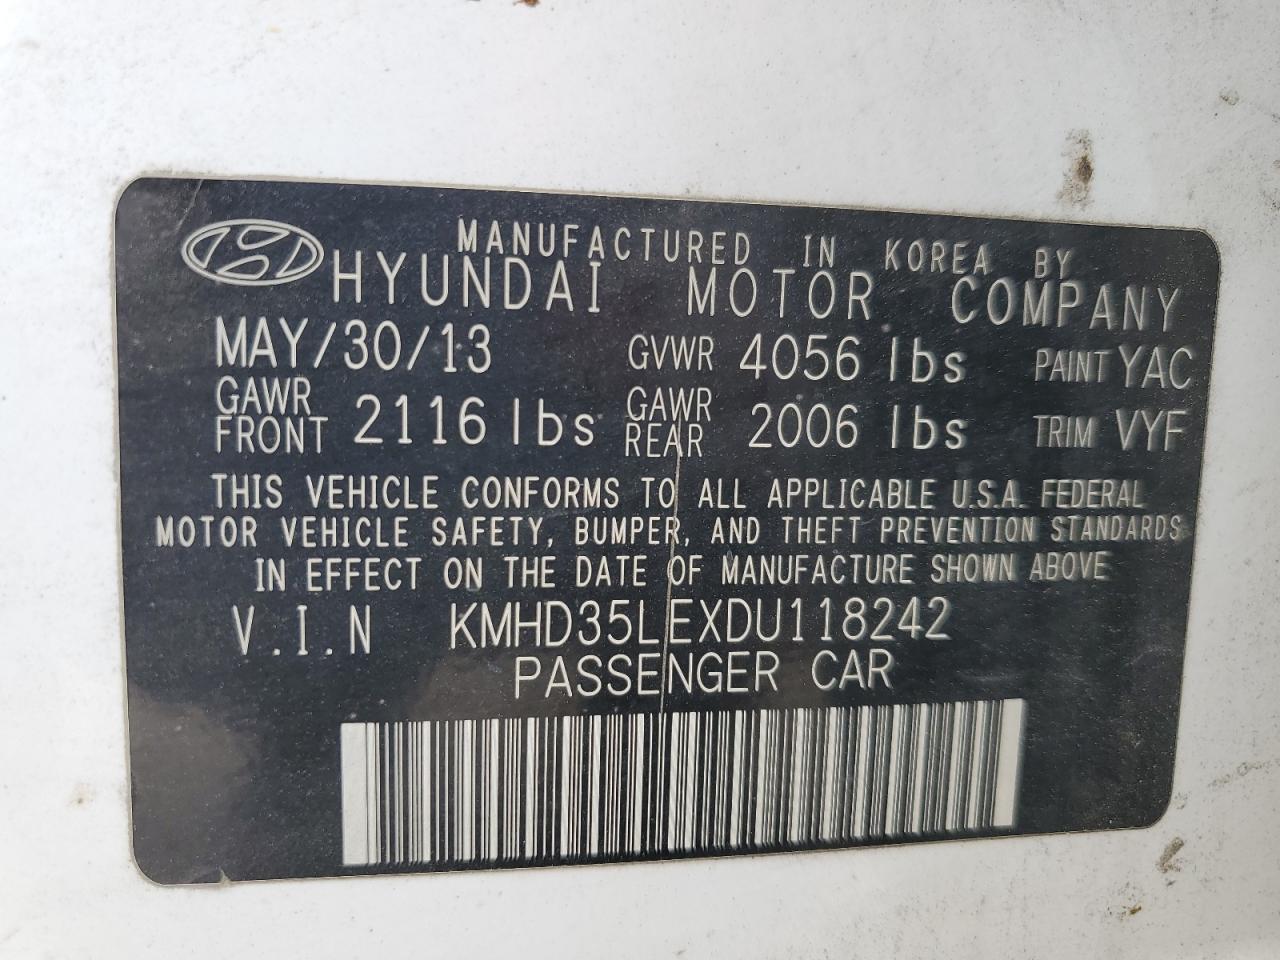 MANUFACTURED IN KOREA BY
HYUNDAI MOTOR COMPANY
MAY/30/13 GVWR 4056 lbs PAINT YAC
GAWR FRONT 2116 lbs GAWR REAR 2006 lbs TRIM VYF
THIS VEHICLE CONFORMS TO ALL APPLICABLE U.S.A. FEDERAL
MOTOR VEHICLE SAFETY, BUMPER, AND THEFT PREVENTION STANDARDS
IN EFFECT ON THE DATE OF MANUFACTURE SHOWN ABOVE
V.I.N KMHD35LEXDU118242
PASSENGER CAR